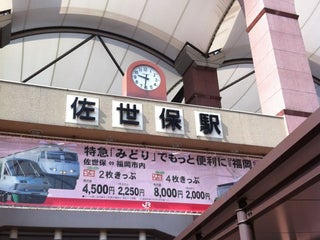 佐世保駅
特急「みどり」でもっと便利に「福岡
佐世保 ⇔ 福岡市内
2枚きっぷ 4枚きっぷ
4,500円 2,250円 8,000円 2,000円
JR